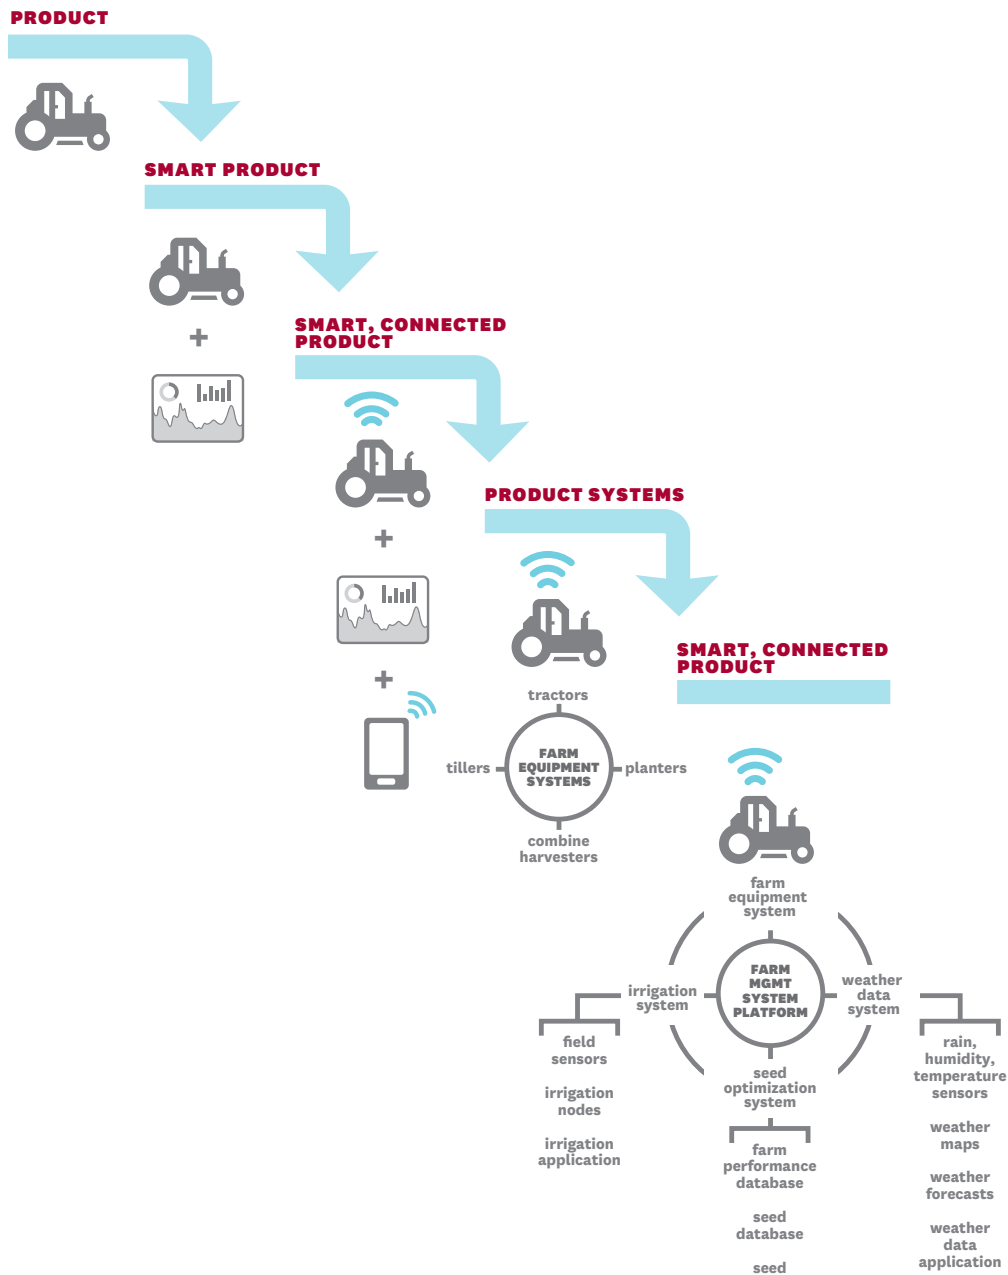 PRODUCT
SMART PRODUCT
+
SMART, CONNECTED
PRODUCT
+
+
PRODUCT SYSTEMS
tractors
tillers
FARM
EQUIPMENT
SYSTEMS
planters
combine
harvesters
SMART, CONNECTED
PRODUCT
farm
equipment
system
irrigation
system
FARM
MGMT
SYSTEM
PLATFORM
weather
data
system
seed
optimization
system
field
sensors
irrigation
nodes
irrigation
application
farm
performance
database
seed
database
seed
rain,
humidity,
temperature
sensors
weather
maps
weather
forecasts
weather
data
application